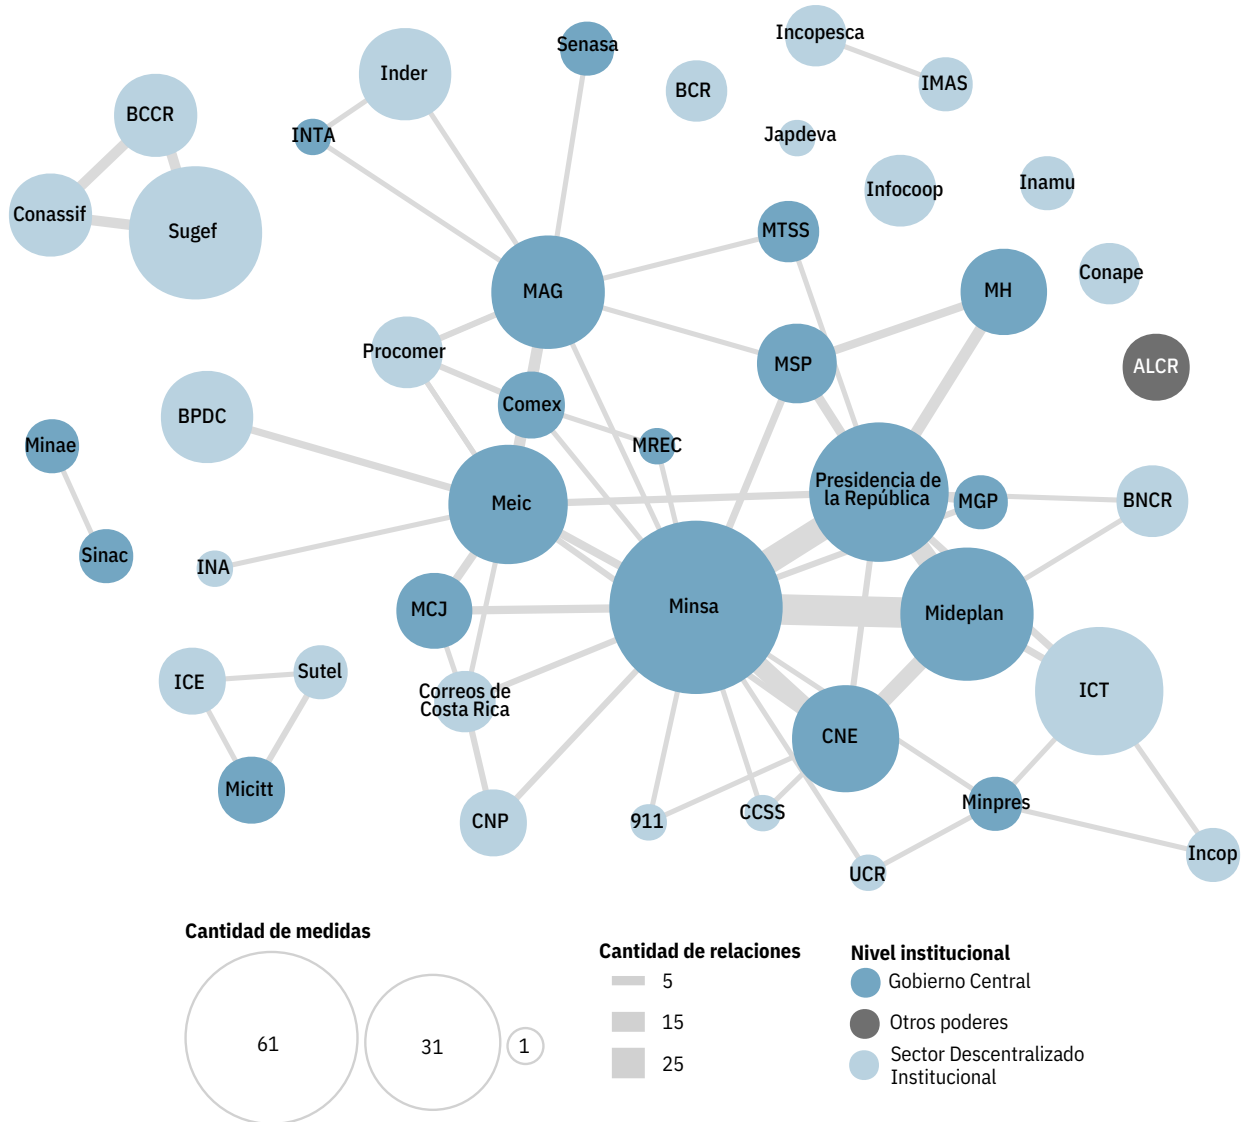 Incopesca
Senasa
Inder
BCR
IMAS
BCCR
INTA
Japdeva
Inamu
Infocoop
Conassif
Sugef
MTSS
Conape
MAG
MH
Procomer
MSP
ALCR
Comex
BPDC
Minae
MREC
Presidencia de
la República
Meic
MGP
BNCR
Sinac
INA
MCJ
Minsa
Mideplan
Sutel
ICE
Correos de
Costa Rica
ICT
CNE
Micitt
CNP
911
CCSS
Minpres
Incop
UCR
Cantidad de medidas
61
31
1
Cantidad de relaciones
5
15
25
Nivel institucional
Gobierno Central
Otros poderes
Sector Descentralizado
Institucional